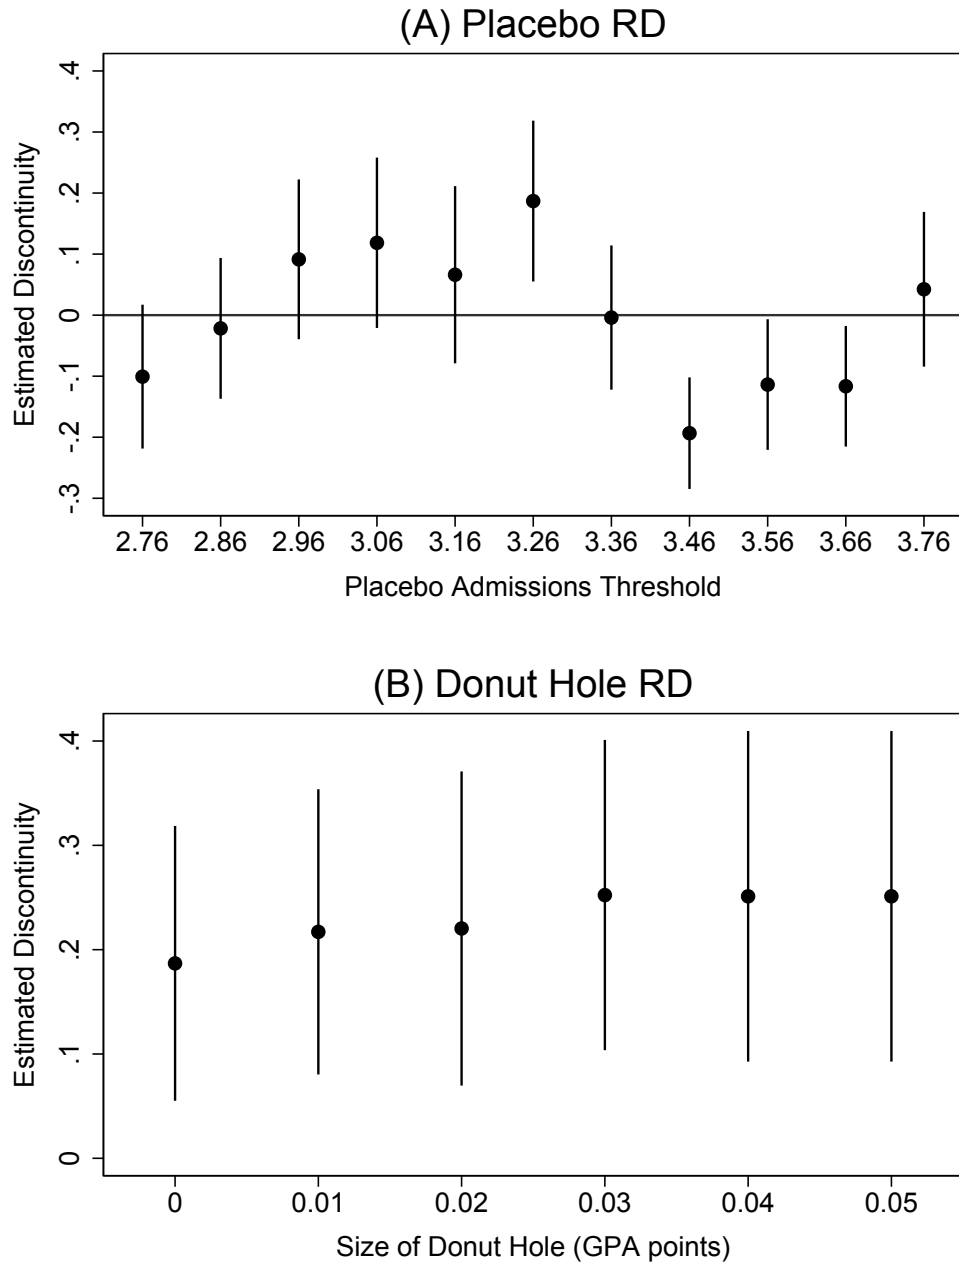 (A) Placebo RD
Estimated Discontinuity
.4
.3
.2
.1
0
-.1
-.2
-.3
2.76 2.86 2.96 3.06 3.16 3.26 3.36 3.46 3.56 3.66 3.76
Placebo Admissions Threshold
(B) Donut Hole RD
Estimated Discontinuity
.4
.3
.2
.1
0
0 0.01 0.02 0.03 0.04 0.05
Size of Donut Hole (GPA points)